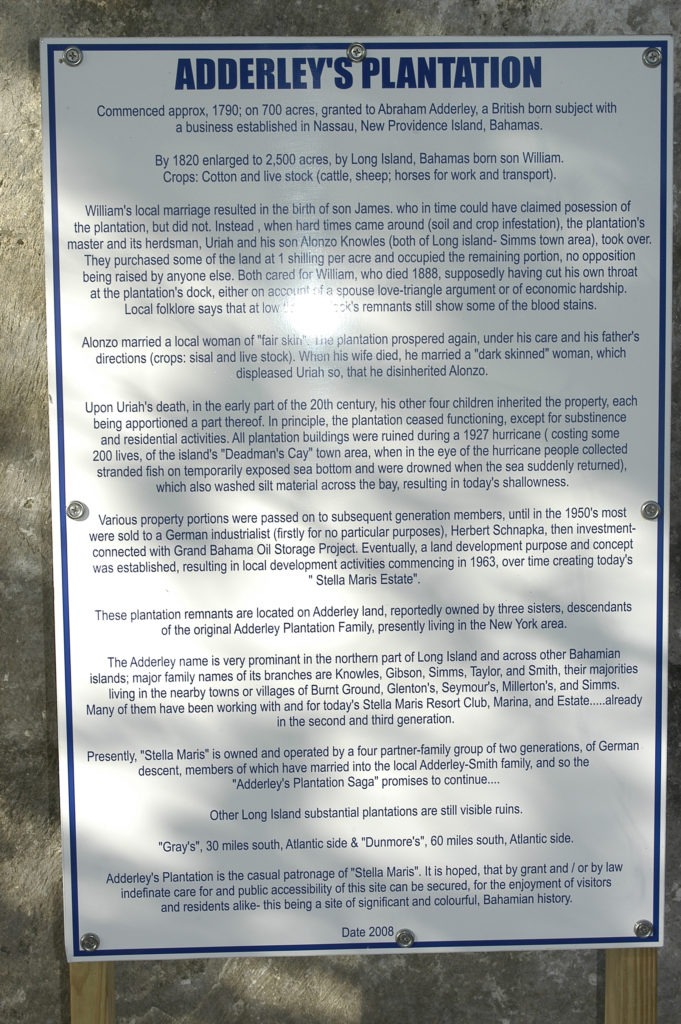 ADDERLEY'S PLANTATION
Commenced approx, 1790; on 700 acres, granted to Abraham Adderley, a British born subject with
a business established in Nassau, New Providence Island, Bahamas.
By 1820 enlarged to 2,500 acres, by Long Island, Bahamas born son William.
Crops: Cotton and live stock (cattle, sheep; horses for work and transport).
William's local marriage resulted in the birth of son James. who in time could have claimed posession of
the plantation, but did not. Instead , when hard times came around (soil and crop infestation), the plantation's
master and its herdsman, Uriah and his son Alonzo Knowles (both of Long island- Simms town area), took over.
They purchased some of the land at 1 shilling per acre and occupied the remaining portion, no opposition
being raised by anyone else. Both cared for William, who died 1888, supposedly having cut his own throat
at the plantation's dock, either on account of a spouse love-triangle argument or of economic hardship.
Local folklore says that at low remnants still show some of the blood stains.
Alonzo married a local woman of "fair skin". The plantation prospered again, under his care and his father's
directions (crops: sisal and live stock). When his wife died, he married a "dark skinned" woman, which
displeased Uriah so, that he disinherited Alonzo.
Upon Uriah's death, in the early part of the 20th century, his other four children inherited the property, each
being apportioned a part thereof. In principle, the plantation ceased functioning, except for substinence
and residential activities. All plantation buildings were ruined during a 1927 hurricane ( costing some
200 lives, of the island's "Deadman's Cay" town area, when in the eye of the hurricane people collected
stranded fish on temporarily exposed sea bottom and were drowned when the sea suddenly returned),
which also washed silt material across the bay, resulting in today's shallowness.
Various property portions were passed on to subsequent generation members, until in the 1950's most
were sold to a German industrialist (firstly for no particular purposes), Herbert Schnapka, then investment-
connected with Grand Bahama Oil Storage Project. Eventually, a land development purpose and concept
was established, resulting in local development activities commencing in 1963, over time creating today's
" Stella Maris Estate".
These plantation remnants are located on Adderley land, reportedly owned by three sisters, descendants
of the original Adderley Plantation Family, presently living in the New York area.
The Adderley name is very prominant in the northern part of Long Island and across other Bahamian
islands; major family names of its branches are Knowles, Gibson, Simms, Taylor, and Smith, their majorities
living in the nearby towns or villages of Burnt Ground, Glenton's, Seymour's, Millerton's, and Simms.
Many of them have been working with and for today's Stella Maris Resort Club, Marina, and Estate.....already
in the second and third generation.
Presently, "Stella Maris" is owned and operated by a four partner-family group of two generations, of German
descent, members of which have married into the local Adderley-Smith family, and so the
"Adderley's Plantation Saga" promises to continue....
Other Long Island substantial plantations are still visible ruins.
"Gray's", 30 miles south, Atlantic side & "Dunmore's", 60 miles south, Atlantic side.
Adderley's Plantation is the casual patronage of "Stella Maris". It is hoped, that by grant and / or by law
indefinate care for and public accessibility of this site can be secured, for the enjoyment of visitors
and residents alike- this being a site of significant and colourful, Bahamian history.
Date 2008